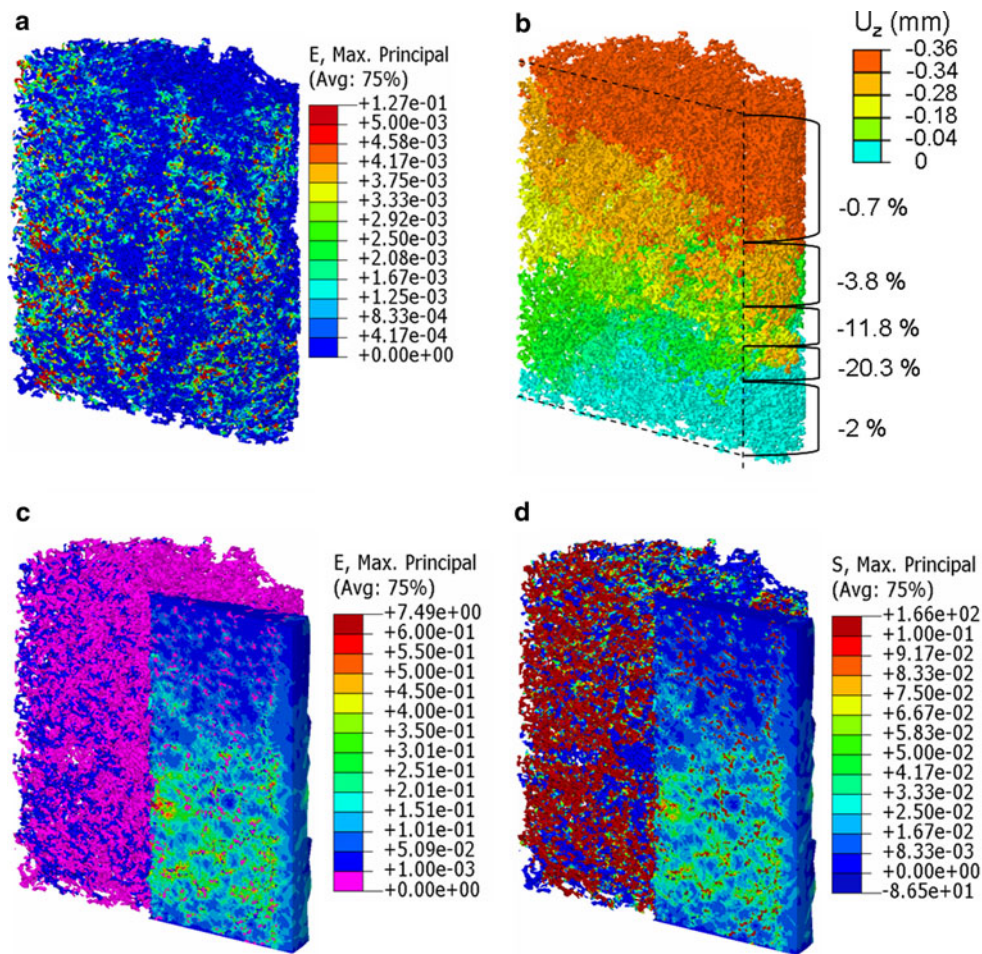 a
E, Max. Principal
(Avg: 75%)
+1.27e-01
+5.00e-03
+4.58e-03
+4.17e-03
+3.75e-03
+3.33e-03
+2.92e-03
+2.50e-03
+2.08e-03
+1.67e-03
+1.25e-03
+8.33e-04
+4.17e-04
+0.00e+00
b
Uz (mm)
-0.36
-0.34
-0.28
-0.18
-0.04
0
-0.7 %
-3.8 %
-11.8 %
-20.3 %
-2 %
c
E, Max. Principal
(Avg: 75%)
+7.49e+00
+6.00e-01
+5.50e-01
+5.00e-01
+4.50e-01
+4.00e-01
+3.50e-01
+3.01e-01
+2.51e-01
+2.01e-01
+1.51e-01
+1.01e-01
+5.09e-02
+1.00e-03
+0.00e+00
d
S, Max. Principal
(Avg: 75%)
+1.66e+02
+1.00e-01
+9.17e-02
+8.33e-02
+7.50e-02
+6.67e-02
+5.83e-02
+5.00e-02
+4.17e-02
+3.33e-02
+2.50e-02
+1.67e-02
+8.33e-03
+0.00e+00
-8.65e+01